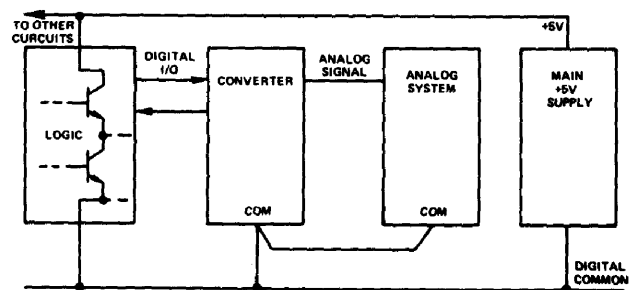 TO OTHER
CURCUITS
+5V
DIGITAL
I/O
CONVERTER
ANALOG
SIGNAL
ANALOG
SYSTEM
MAIN
+5V
SUPPLY
LOGIC
COM
COM
DIGITAL
COMMON